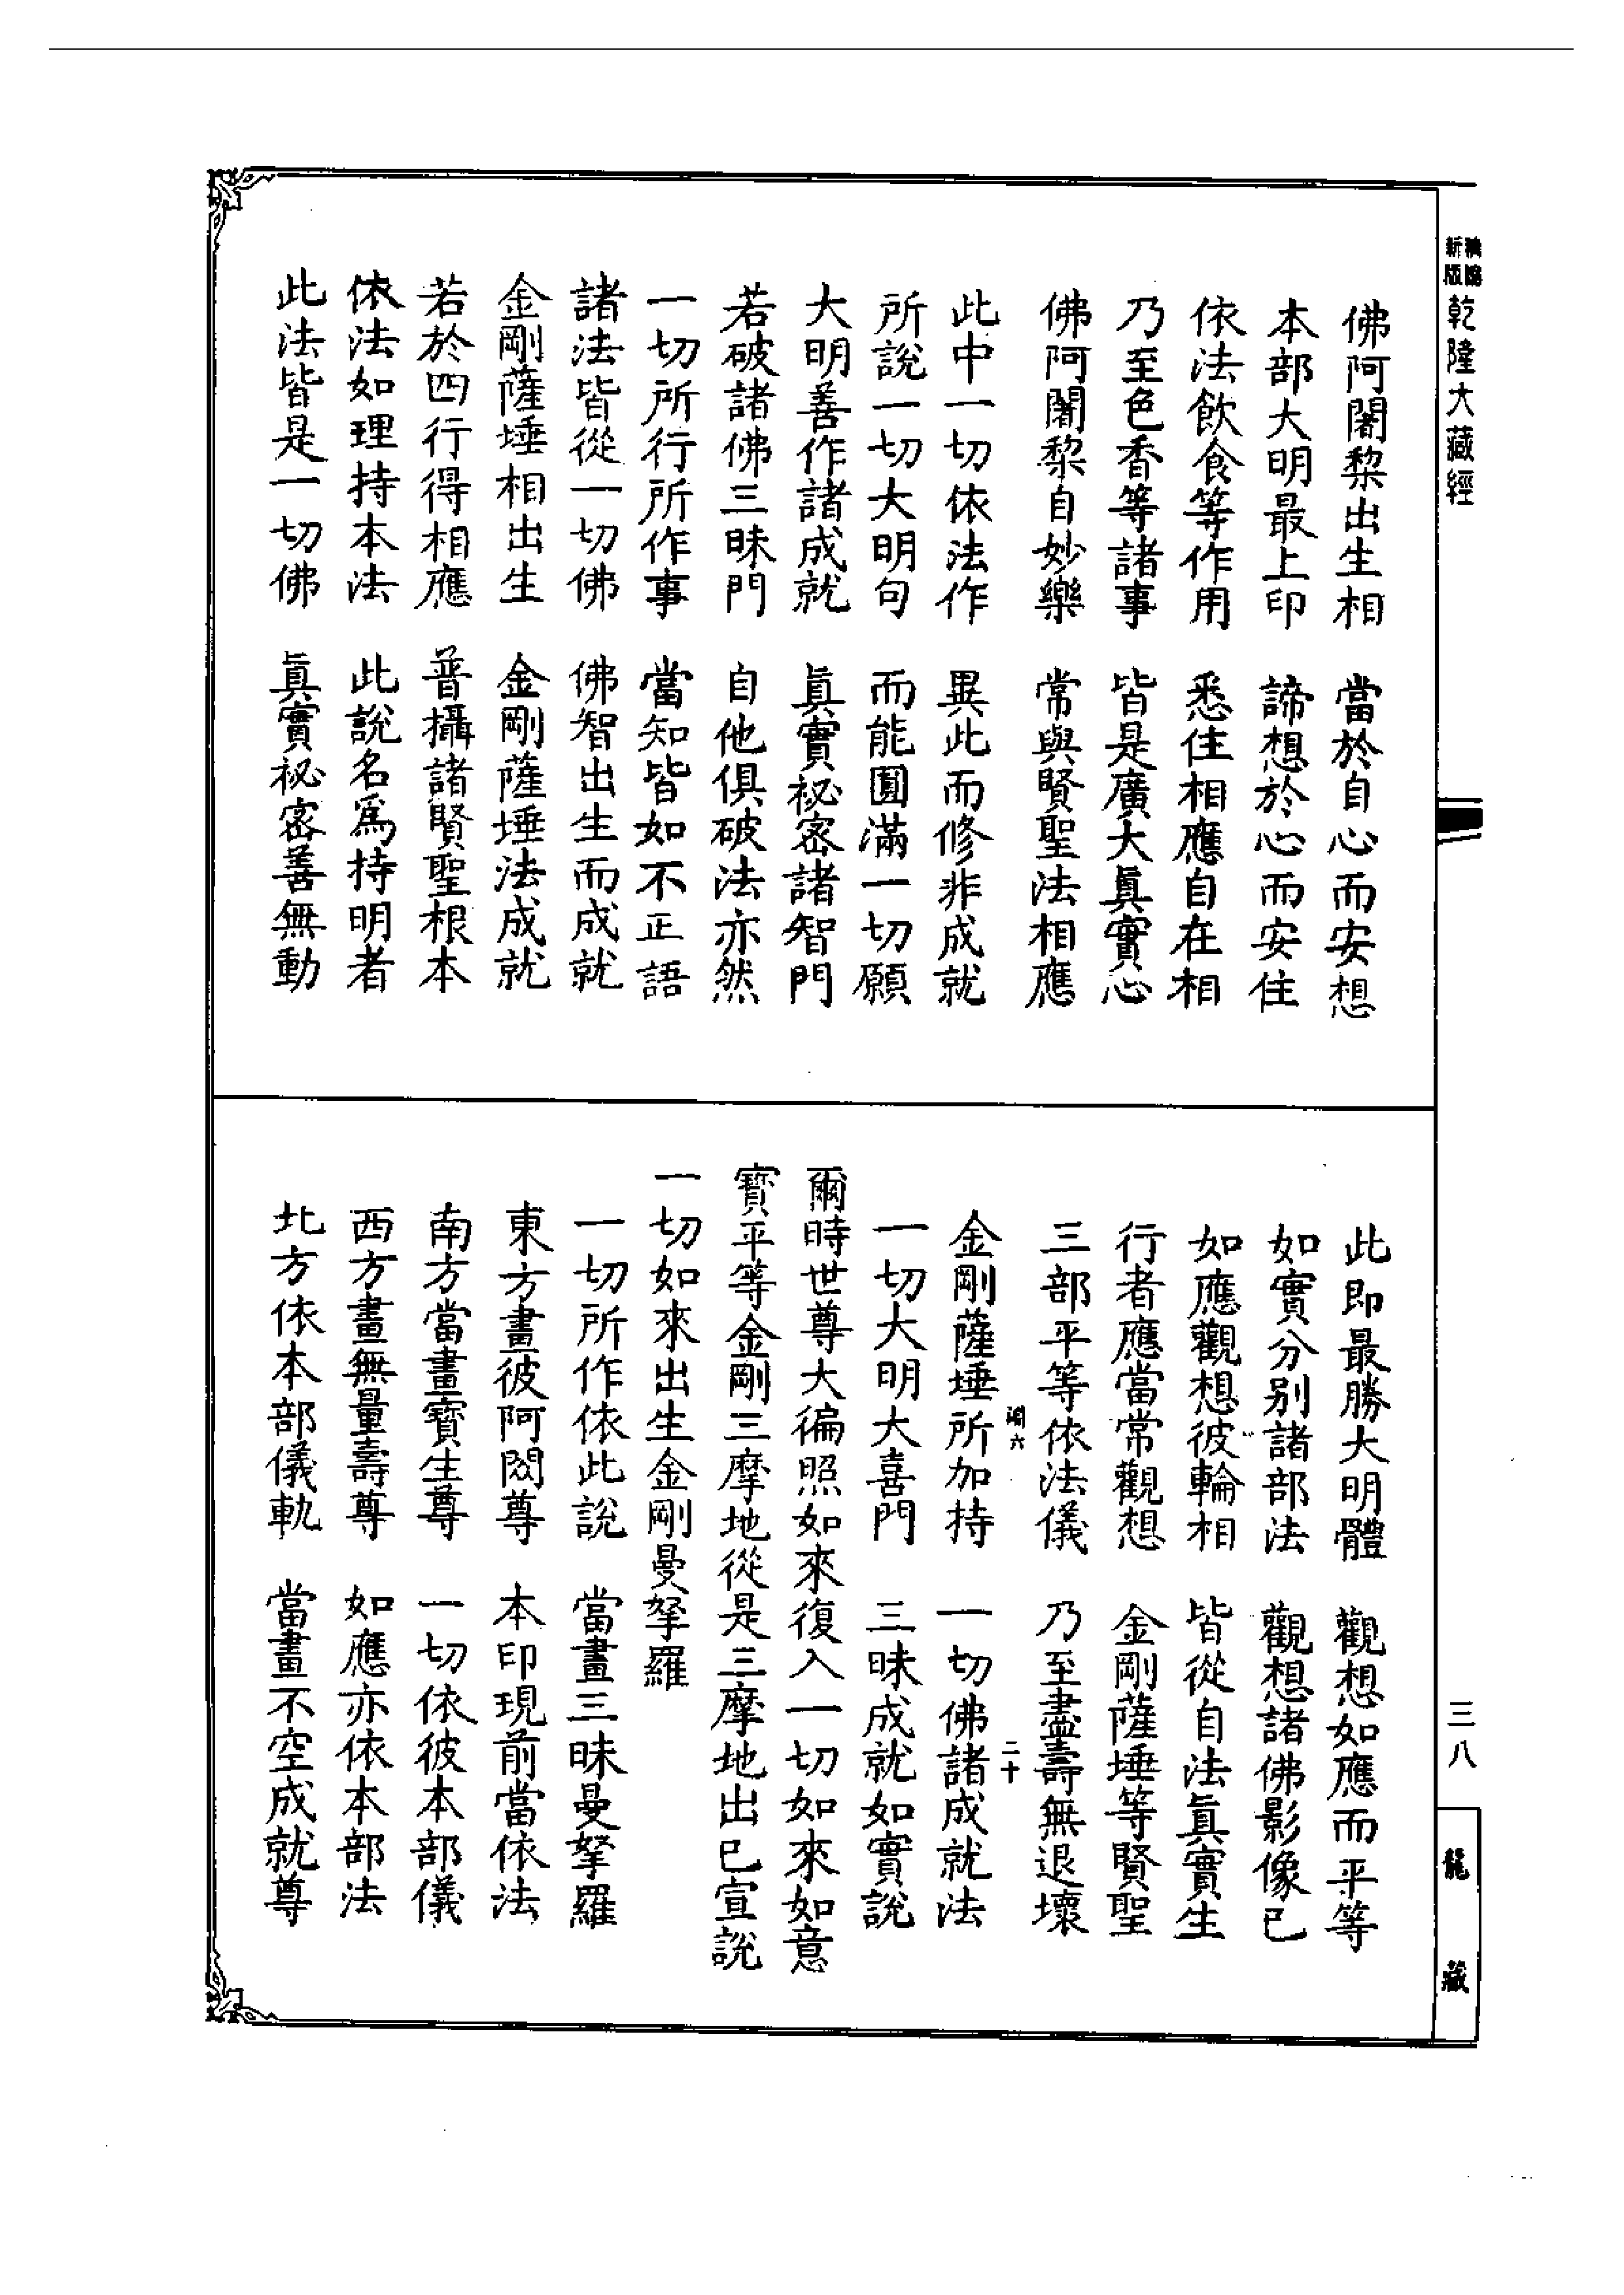 新版
乾隆大藏經
佛阿闍黎出生相　當於自心而安想
本部大明最上印　諦想於心而安住
依法飲食等作用　悉住相應自在相
乃至色香等諸事　皆是廣大眞實心
佛阿闍黎自妙樂　常與賢聖法相應
此中一切依法作　異此而修非成就
所說一切大明句　而能圓滿一切願
大明善作諸成就　眞實祕密諸智門
若破諸佛三昧門　自他俱破法亦然
一切所行所作事　當知皆如不正語
諸法皆從一切佛　佛智出生而成就
金剛薩埵相出生　金剛薩埵法成就
若於四行得相應　普攝諸賢聖根本
依法如理持本法　此說名爲持明者
此法皆是一切佛　眞實祕密善無動
此即最勝大明體　觀想如應而平等
如實分别諸部法　觀想諸佛影像已
如應觀想彼輪相　皆從自法眞實生
行者應當常觀想　金剛薩埵等賢聖
三部平等依法儀　乃至盡壽無退壞
六　二十
金剛薩埵所加持　一切佛諸成就法
一切大明大喜門　三昧成就如實說
爾時世尊大徧照如來復入一切如來如意
寳平等金剛三摩地從是三摩地出已宣說
一切如來出生金剛曼拏羅
一切所作依此說　當畫三昧曼拏羅
東方畫彼阿閦尊　本印現前當依法
南方當畫寳生尊　一切依彼本部儀
西方畫無量壽尊　如應亦依本部法
北方依本部儀軌　當畫不空成就尊
三八
龍藏